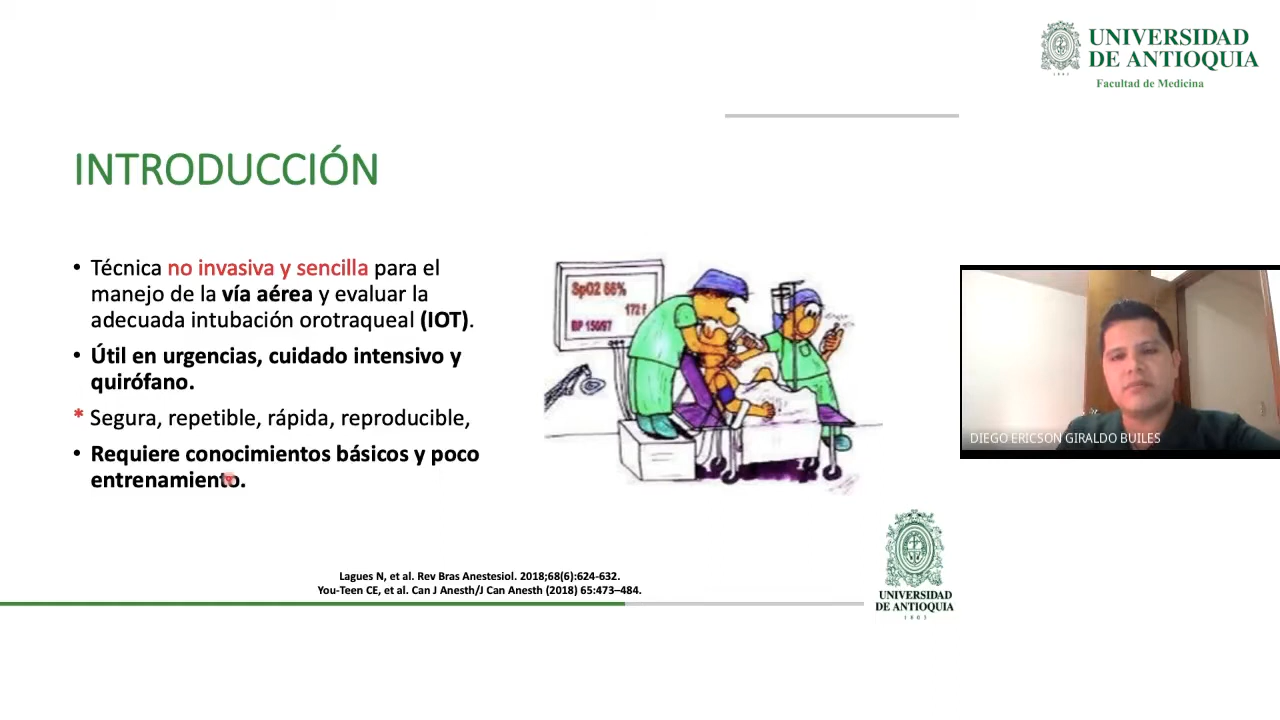 UNIVERSIDAD
DE ANTIOQUIA
1803
Facultad de Medicina
INTRODUCCIÓN
• Técnica no invasiva y sencilla para el
manejo de la vía aérea y evaluar la
adecuada intubación orotraqueal (IOT).
• Útil en urgencias, cuidado intensivo y
quirófano.
* Segura, repetible, rápida, reproducible,
• Requiere conocimientos básicos y poco
entrenamiento.
SpO2 66%
BP 150/97
DIEGO ERICSON GIRALDO BUILES
Lagues N, et al. Rev Bras Anestesiol. 2018;68(6):624-632.
You-Teen CE, et al. Can J Anesth/J Can Anesth (2018) 65:473–484.
UNIVERSIDAD
DE ANTIOQUIA
1803